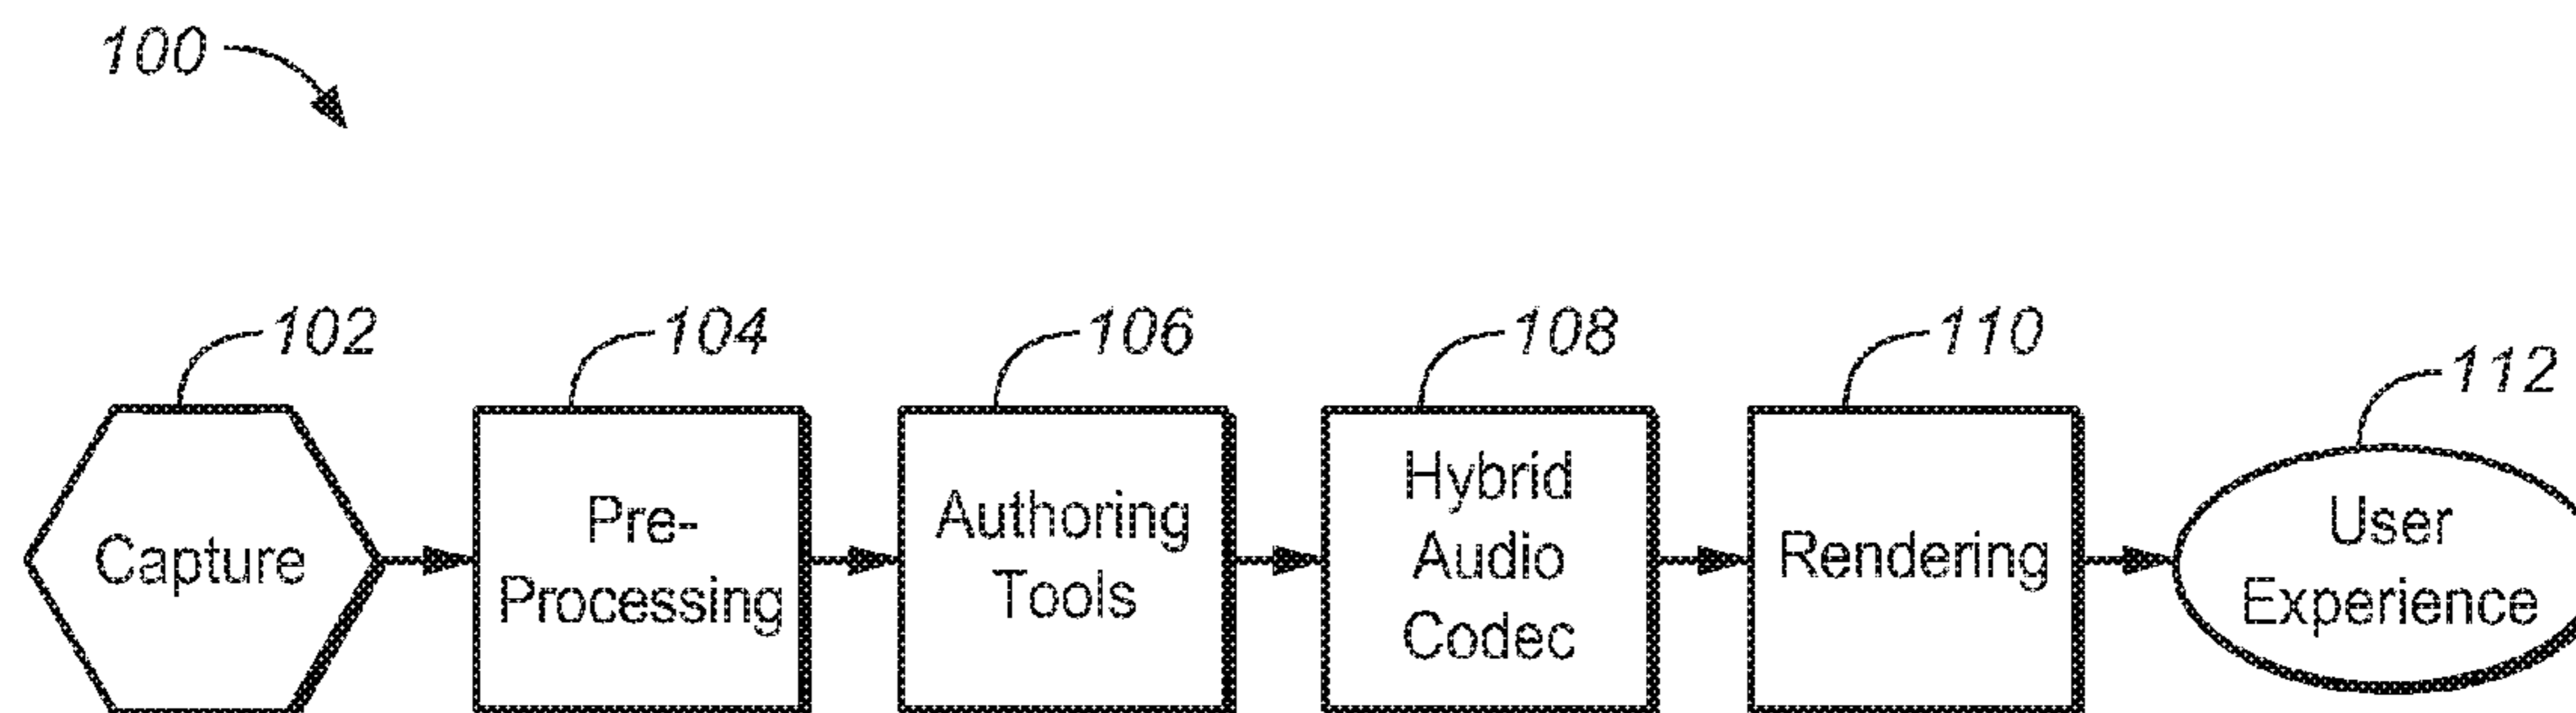 100
102
104
106
108
110
112
Capture
Pre-
Processing
Authoring
Tools
Hybrid
Audio
Codec
Rendering
User
Experience